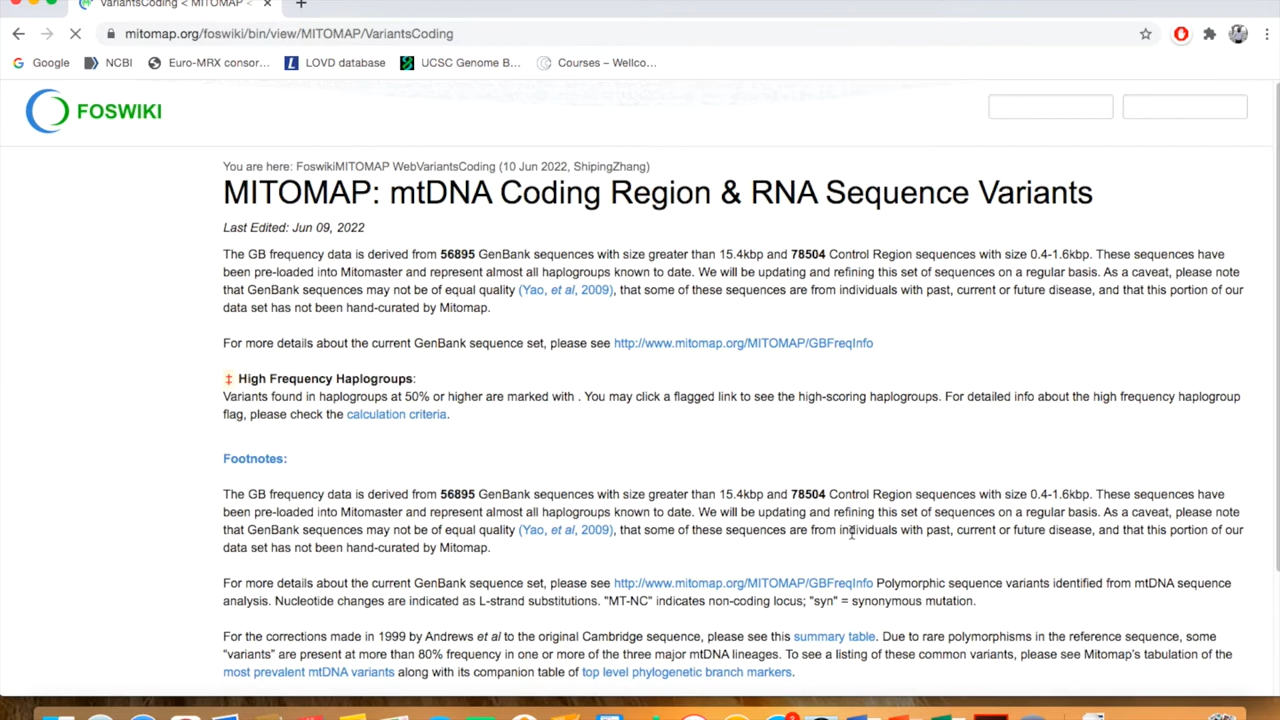 VariantsCoding < MITOMAP <
mitomap.org/foswiki/bin/view/MITOMAP/VariantsCoding
Google NCBI Euro-MRX consor... LOVD database UCSC Genome B... Courses – Wellco...
FOSWIKI
You are here: FoswikiMITOMAP WebVariantsCoding (10 Jun 2022, ShipingZhang)
MITOMAP: mtDNA Coding Region & RNA Sequence Variants
Last Edited: Jun 09, 2022
The GB frequency data is derived from 56895 GenBank sequences with size greater than 15.4kbp and 78504 Control Region sequences with size 0.4-1.6kbp. These sequences have
been pre-loaded into Mitomaster and represent almost all haplogroups known to date. We will be updating and refining this set of sequences on a regular basis. As a caveat, please note
that GenBank sequences may not be of equal quality (Yao, et al, 2009), that some of these sequences are from individuals with past, current or future disease, and that this portion of our
data set has not been hand-curated by Mitomap.
For more details about the current GenBank sequence set, please see http://www.mitomap.org/MITOMAP/GBFreqInfo
‡ High Frequency Haplogroups:
Variants found in haplogroups at 50% or higher are marked with . You may click a flagged link to see the high-scoring haplogroups. For detailed info about the high frequency haplogroup
flag, please check the calculation criteria.
Footnotes:
The GB frequency data is derived from 56895 GenBank sequences with size greater than 15.4kbp and 78504 Control Region sequences with size 0.4-1.6kbp. These sequences have
been pre-loaded into Mitomaster and represent almost all haplogroups known to date. We will be updating and refining this set of sequences on a regular basis. As a caveat, please note
that GenBank sequences may not be of equal quality (Yao, et al, 2009), that some of these sequences are from individuals with past, current or future disease, and that this portion of our
data set has not been hand-curated by Mitomap.
For more details about the current GenBank sequence set, please see http://www.mitomap.org/MITOMAP/GBFreqInfo Polymorphic sequence variants identified from mtDNA sequence
analysis. Nucleotide changes are indicated as L-strand substitutions. "MT-NC" indicates non-coding locus; "syn" = synonymous mutation.
For the corrections made in 1999 by Andrews et al to the original Cambridge sequence, please see this summary table. Due to rare polymorphisms in the reference sequence, some
"variants" are present at more than 80% frequency in one or more of the three major mtDNA lineages. To see a listing of these common variants, please see Mitomap's tabulation of the
most prevalent mtDNA variants along with its companion table of top level phylogenetic branch markers.